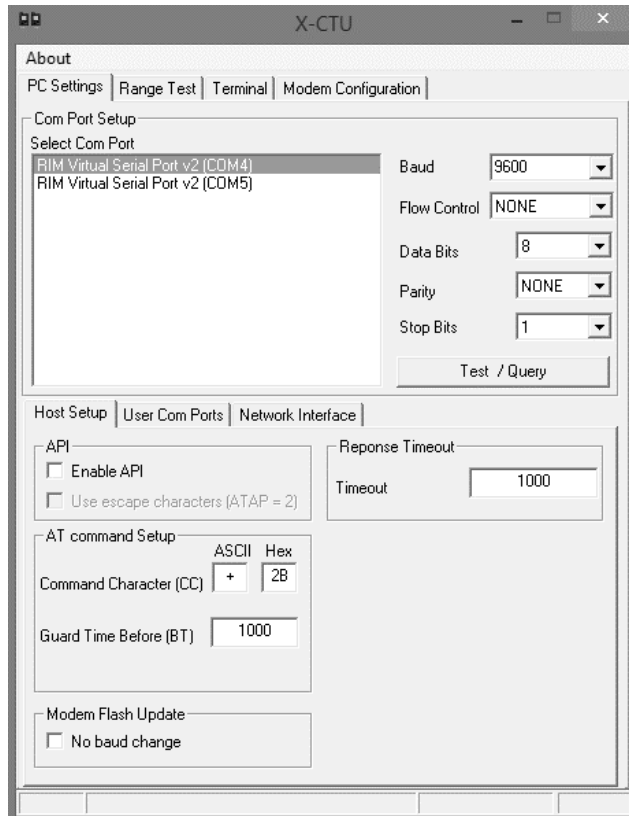 X-CTU
About
PC Settings Range Test Terminal Modem Configuration
Com Port Setup
Select Com Port
RIM Virtual Serial Port v2 (COM4)
RIM Virtual Serial Port v2 (COM5)
Baud 9600
Flow Control NONE
Data Bits 8
Parity NONE
Stop Bits 1
Test / Query
Host Setup User Com Ports Network Interface
API
Enable API
Use escape characters (ATAP = 2)
Reponse Timeout
Timeout 1000
AT command Setup
ASCII Hex
Command Character (CC) + 2B
Guard Time Before (BT) 1000
Modem Flash Update
No baud change